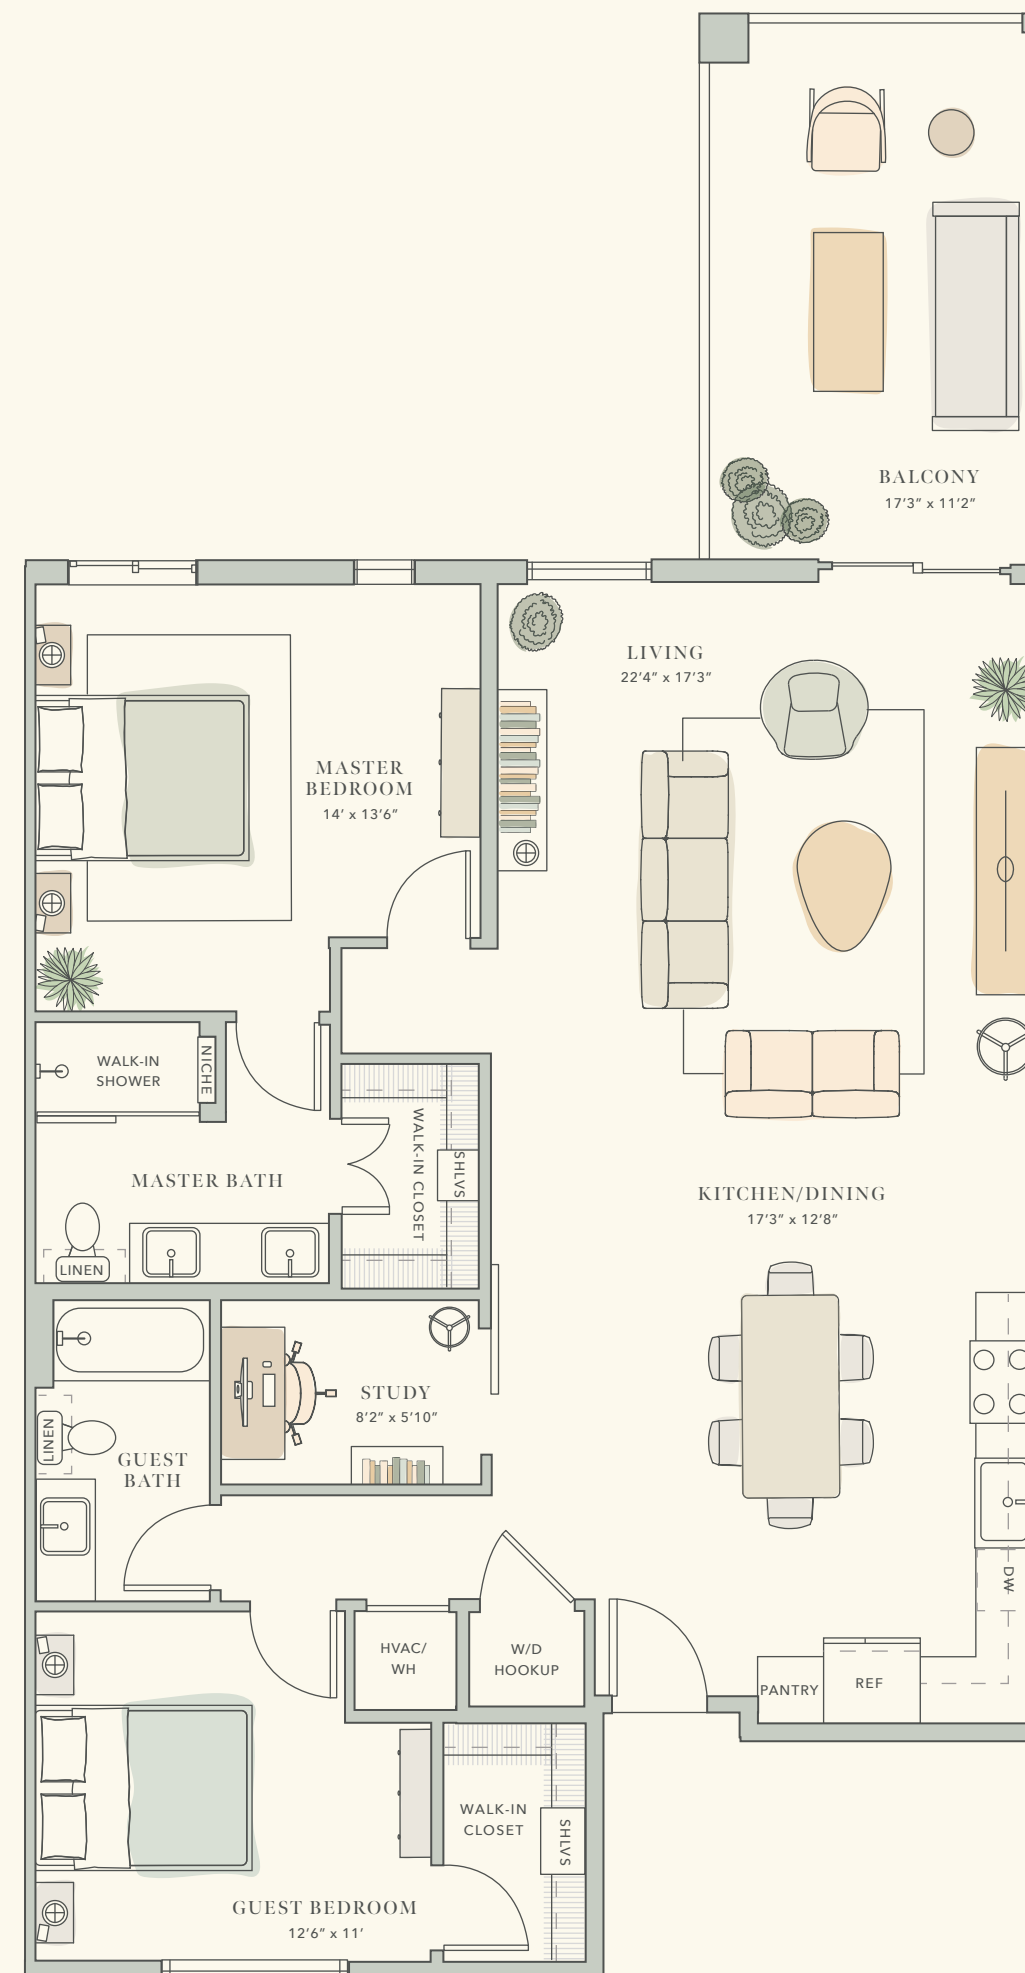 BALCONY
17'3" x 11'2"
LIVING
22'4" x 17'3"
MASTER
BEDROOM
14' x 13'6"
WALK-IN
SHOWER
NICHE
WALK-IN CLOSET
SHLVS
MASTER BATH
LINEN
KITCHEN/DINING
17'3" x 12'8"
STUDY
8'2" x 5'10"
LINEN
GUEST
BATH
DW
HVAC/
WH
W/D
HOOKUP
PANTRY
REF
WALK-IN
CLOSET
SHLVS
GUEST BEDROOM
12'6" x 11'